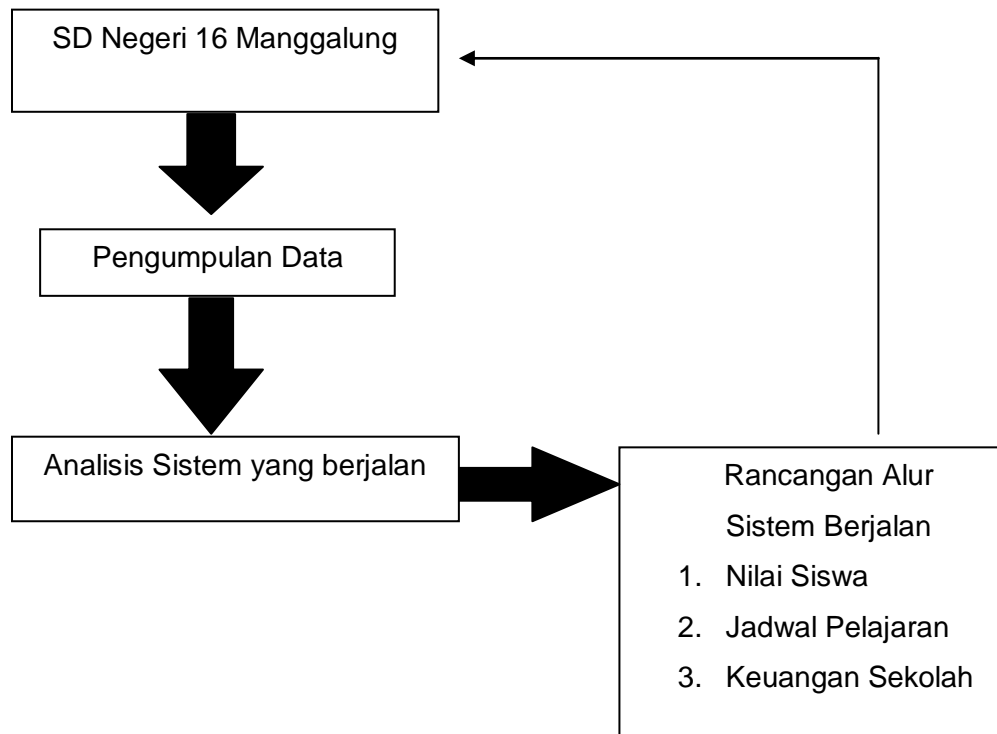 SD Negeri 16 Manggalung
Pengumpulan Data
Analisis Sistem yang berjalan
Rancangan Alur
Sistem Berjalan
1. Nilai Siswa
2. Jadwal Pelajaran
3. Keuangan Sekolah